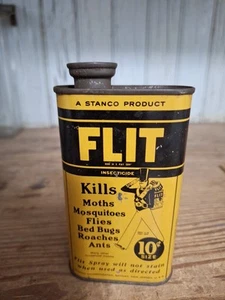 A STANCO PRODUCT
FLIT
INSECTICIDE
Kills
Moths
Mosquitoes
Flies
Bed Bugs
Roaches
Ants
10¢
SIZE
Flit Spray will not stain
when used as directed